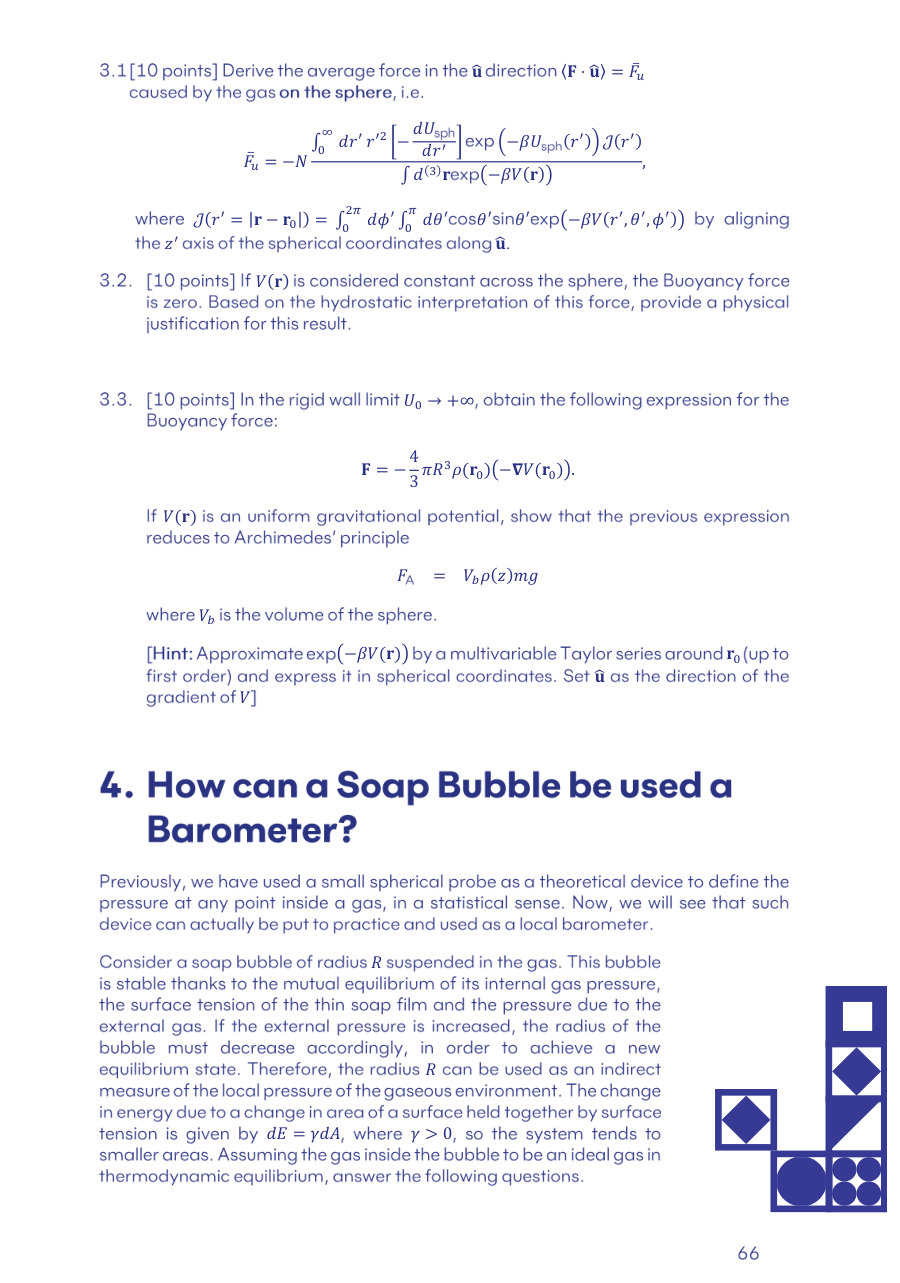 3.1 [10 points] Derive the average force in the û direction ⟨F · û⟩ = F̄ᵤ
caused by the gas on the sphere, i.e.
F̄ᵤ = −N (∫₀^∞ dr′ r′² [−dU_sph/dr′] exp(−βU_sph(r′)) 𝒥(r′)) / (∫ d⁽³⁾r exp(−βV(r))),
where 𝒥(r′ = |r − r₀|) = ∫₀^2π dϕ′ ∫₀^π dθ′cosθ′sinθ′exp(−βV(r′, θ′, ϕ′)) by aligning
the z′ axis of the spherical coordinates along û.
3.2. [10 points] If V(r) is considered constant across the sphere, the Buoyancy force
is zero. Based on the hydrostatic interpretation of this force, provide a physical
justification for this result.
3.3. [10 points] In the rigid wall limit U₀ → +∞, obtain the following expression for the
Buoyancy force:
F = −4/3 πR³ρ(r₀)(−∇V(r₀)).
If V(r) is an uniform gravitational potential, show that the previous expression
reduces to Archimedes’ principle
F_A = V_bρ(z)mg
where V_b is the volume of the sphere.
[Hint: Approximate exp(−βV(r)) by a multivariable Taylor series around r₀ (up to
first order) and express it in spherical coordinates. Set û as the direction of the
gradient of V]
4. How can a Soap Bubble be used a
Barometer?
Previously, we have used a small spherical probe as a theoretical device to define the
pressure at any point inside a gas, in a statistical sense. Now, we will see that such
device can actually be put to practice and used as a local barometer.
Consider a soap bubble of radius R suspended in the gas. This bubble
is stable thanks to the mutual equilibrium of its internal gas pressure,
the surface tension of the thin soap film and the pressure due to the
external gas. If the external pressure is increased, the radius of the
bubble must decrease accordingly, in order to achieve a new
equilibrium state. Therefore, the radius R can be used as an indirect
measure of the local pressure of the gaseous environment. The change
in energy due to a change in area of a surface held together by surface
tension is given by dE = γdA, where γ > 0, so the system tends to
smaller areas. Assuming the gas inside the bubble to be an ideal gas in
thermodynamic equilibrium, answer the following questions.
66